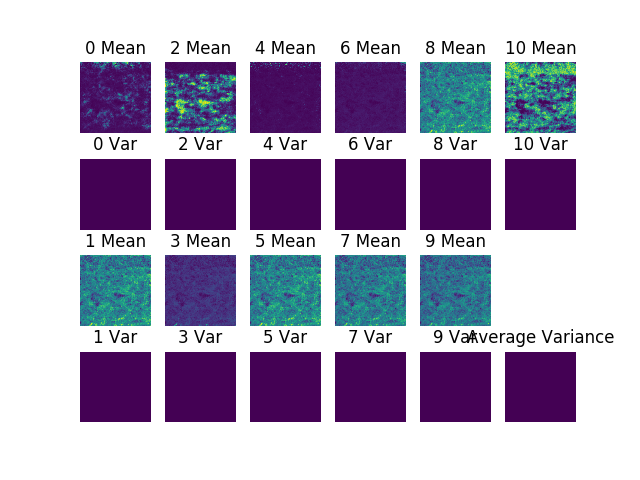 0 Mean 2 Mean 4 Mean 6 Mean 8 Mean 10 Mean
0 Var 2 Var 4 Var 6 Var 8 Var 10 Var
1 Mean 3 Mean 5 Mean 7 Mean 9 Mean
1 Var 3 Var 5 Var 7 Var 9 Var Average Variance